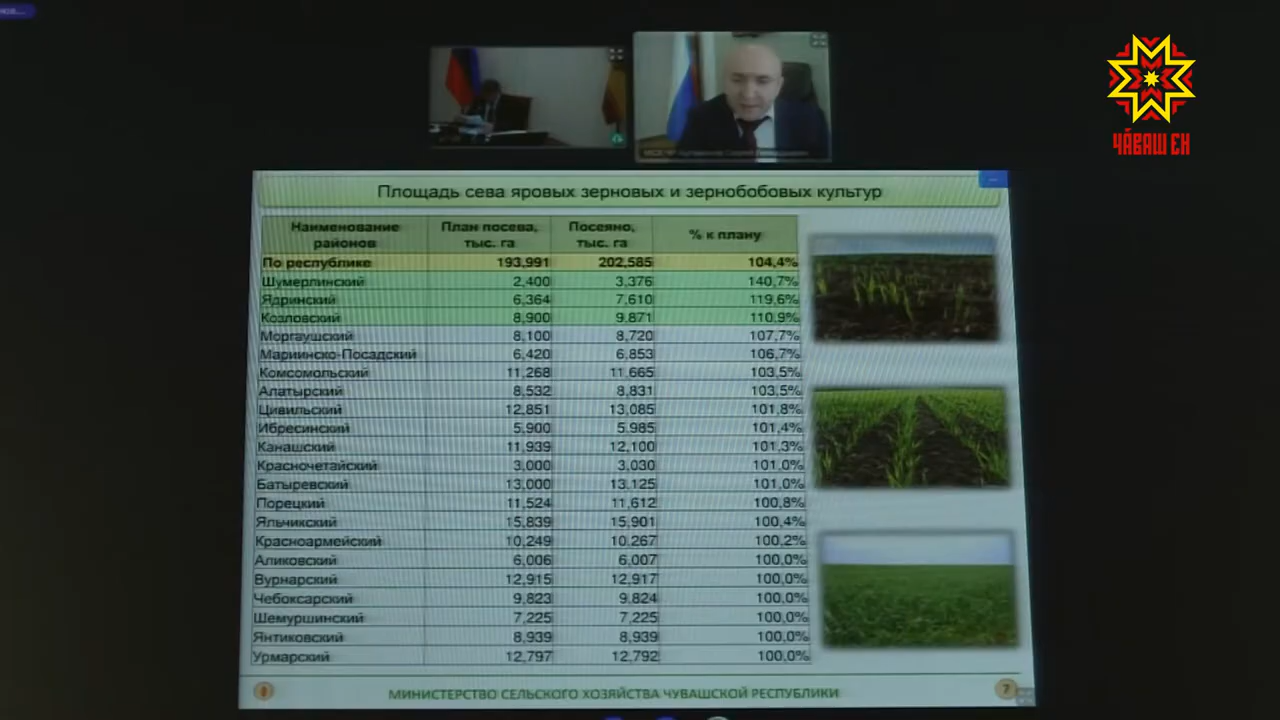 ЧӐВАШ ЕН
Площадь сева яровых зерновых и зернобобовых культур
Наименование районов План посева, тыс. га Посеяно, тыс. га % к плану
По республике 193,991 202,585 104,4%
Шумерлинский 2,400 3,376 140,7%
Ядринский 6,364 7,610 119,6%
Козловский 8,900 9,871 110,9%
Моргаушский 8,100 8,720 107,7%
Мариинско-Посадский 6,420 6,853 106,7%
Комсомольский 11,268 11,665 103,5%
Алатырский 8,532 8,831 103,5%
Цивильский 12,851 13,085 101,8%
Ибресинский 5,900 5,985 101,4%
Канашский 11,939 12,100 101,3%
Красночетайский 3,000 3,030 101,0%
Батыревский 13,000 13,125 101,0%
Порецкий 11,524 11,612 100,8%
Яльчикский 15,839 15,901 100,4%
Красноармейский 10,249 10,267 100,2%
Аликовский 6,006 6,007 100,0%
Вурнарский 12,915 12,917 100,0%
Чебоксарский 9,823 9,824 100,0%
Шемуршинский 7,225 7,225 100,0%
Янтиковский 8,939 8,939 100,0%
Урмарский 12,797 12,792 100,0%
МИНИСТЕРСТВО СЕЛЬСКОГО ХОЗЯЙСТВА ЧУВАШСКОЙ РЕСПУБЛИКИ
7